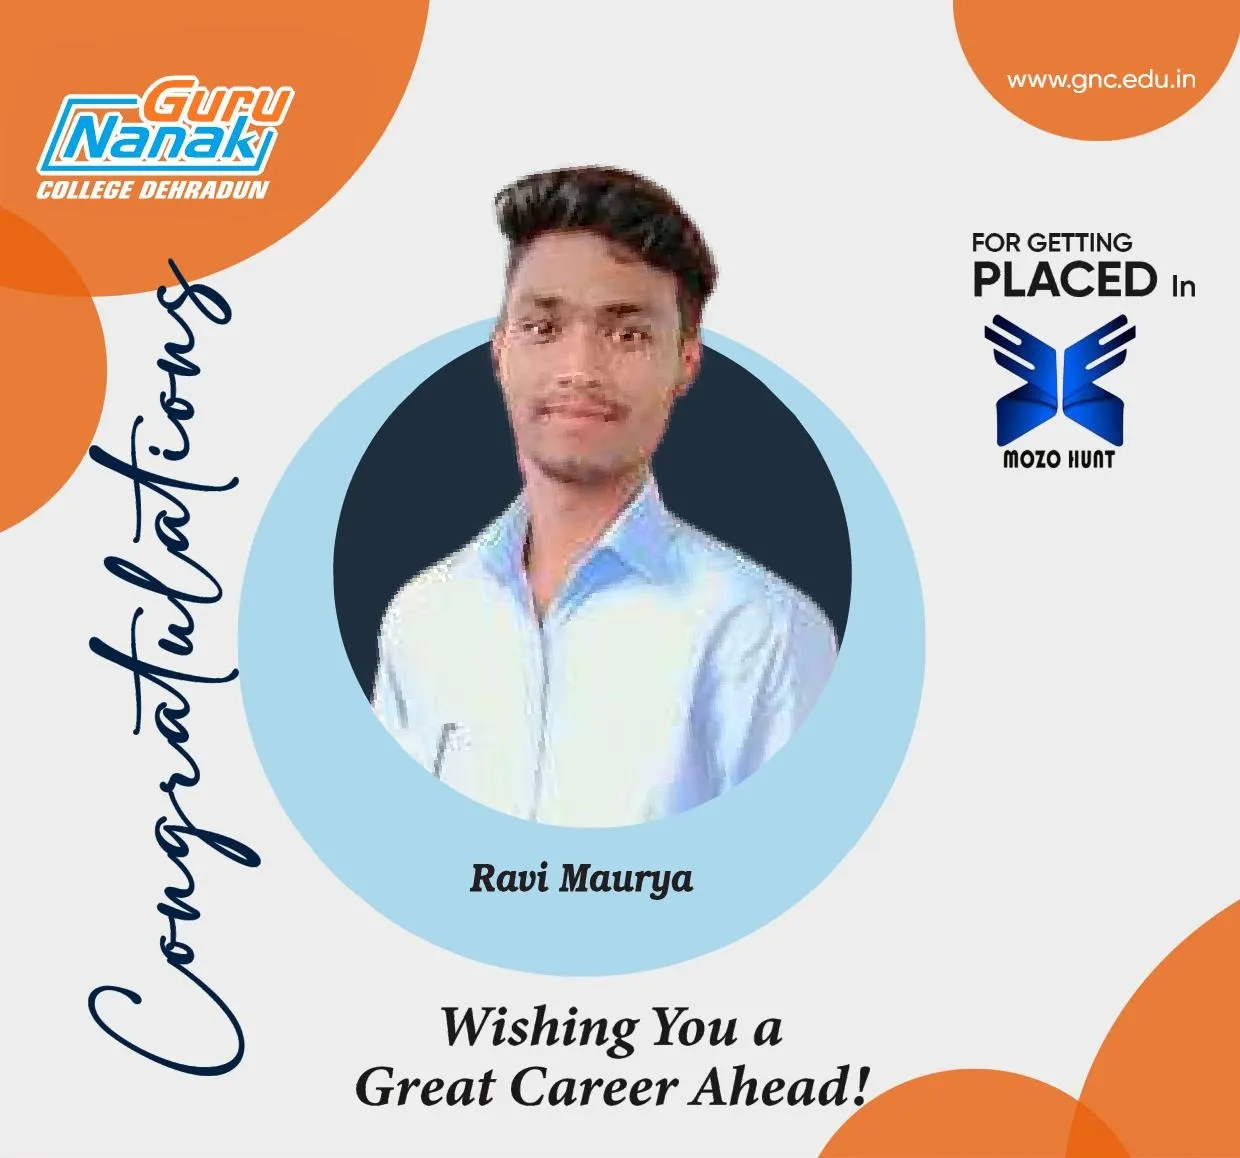 Guru
Nanak
COLLEGE DEHRADUN
www.gnc.edu.in
Congratulations
FOR GETTING
PLACED In
MOZO HUNT
Ravi Maurya
Wishing You a
Great Career Ahead!